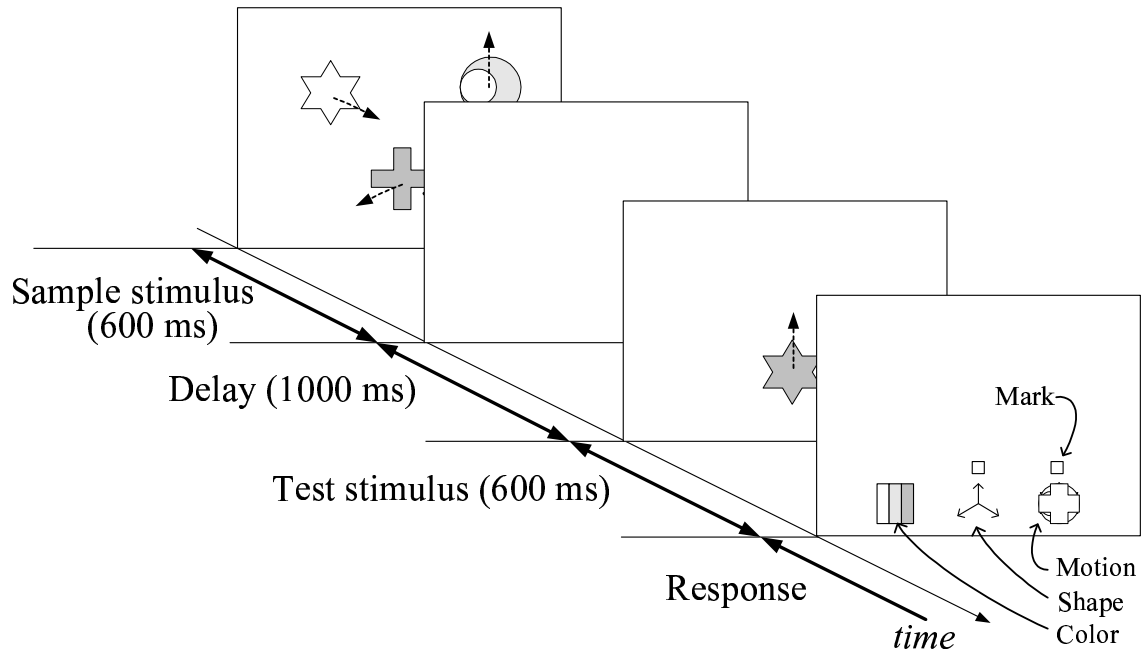 Sample stimulus
(600 ms)
Delay (1000 ms)
Mark
Test stimulus (600 ms)
Motion
Response
Shape
Color
time